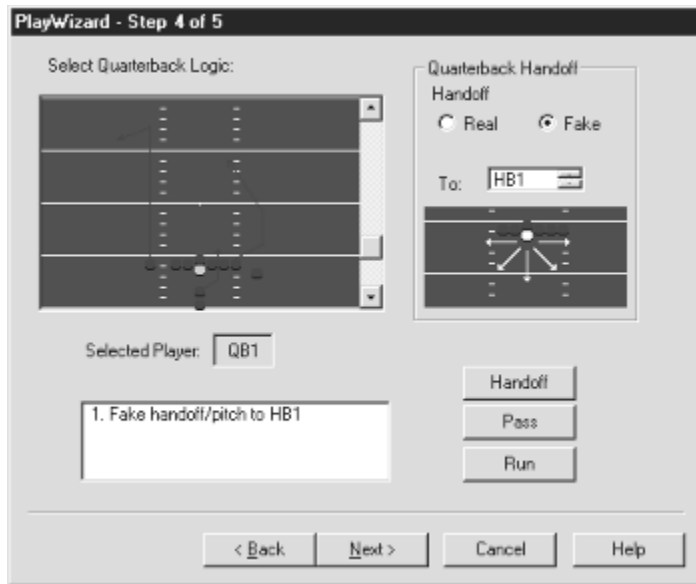 PlayWizard - Step 4 of 5
Select Quarterback Logic:
Quarterback Handoff
Handoff
Real
Fake
To: HB1
Selected Player: QB1
1. Fake handoff/pitch to HB1
Handoff
Pass
Run
< Back
Next >
Cancel
Help